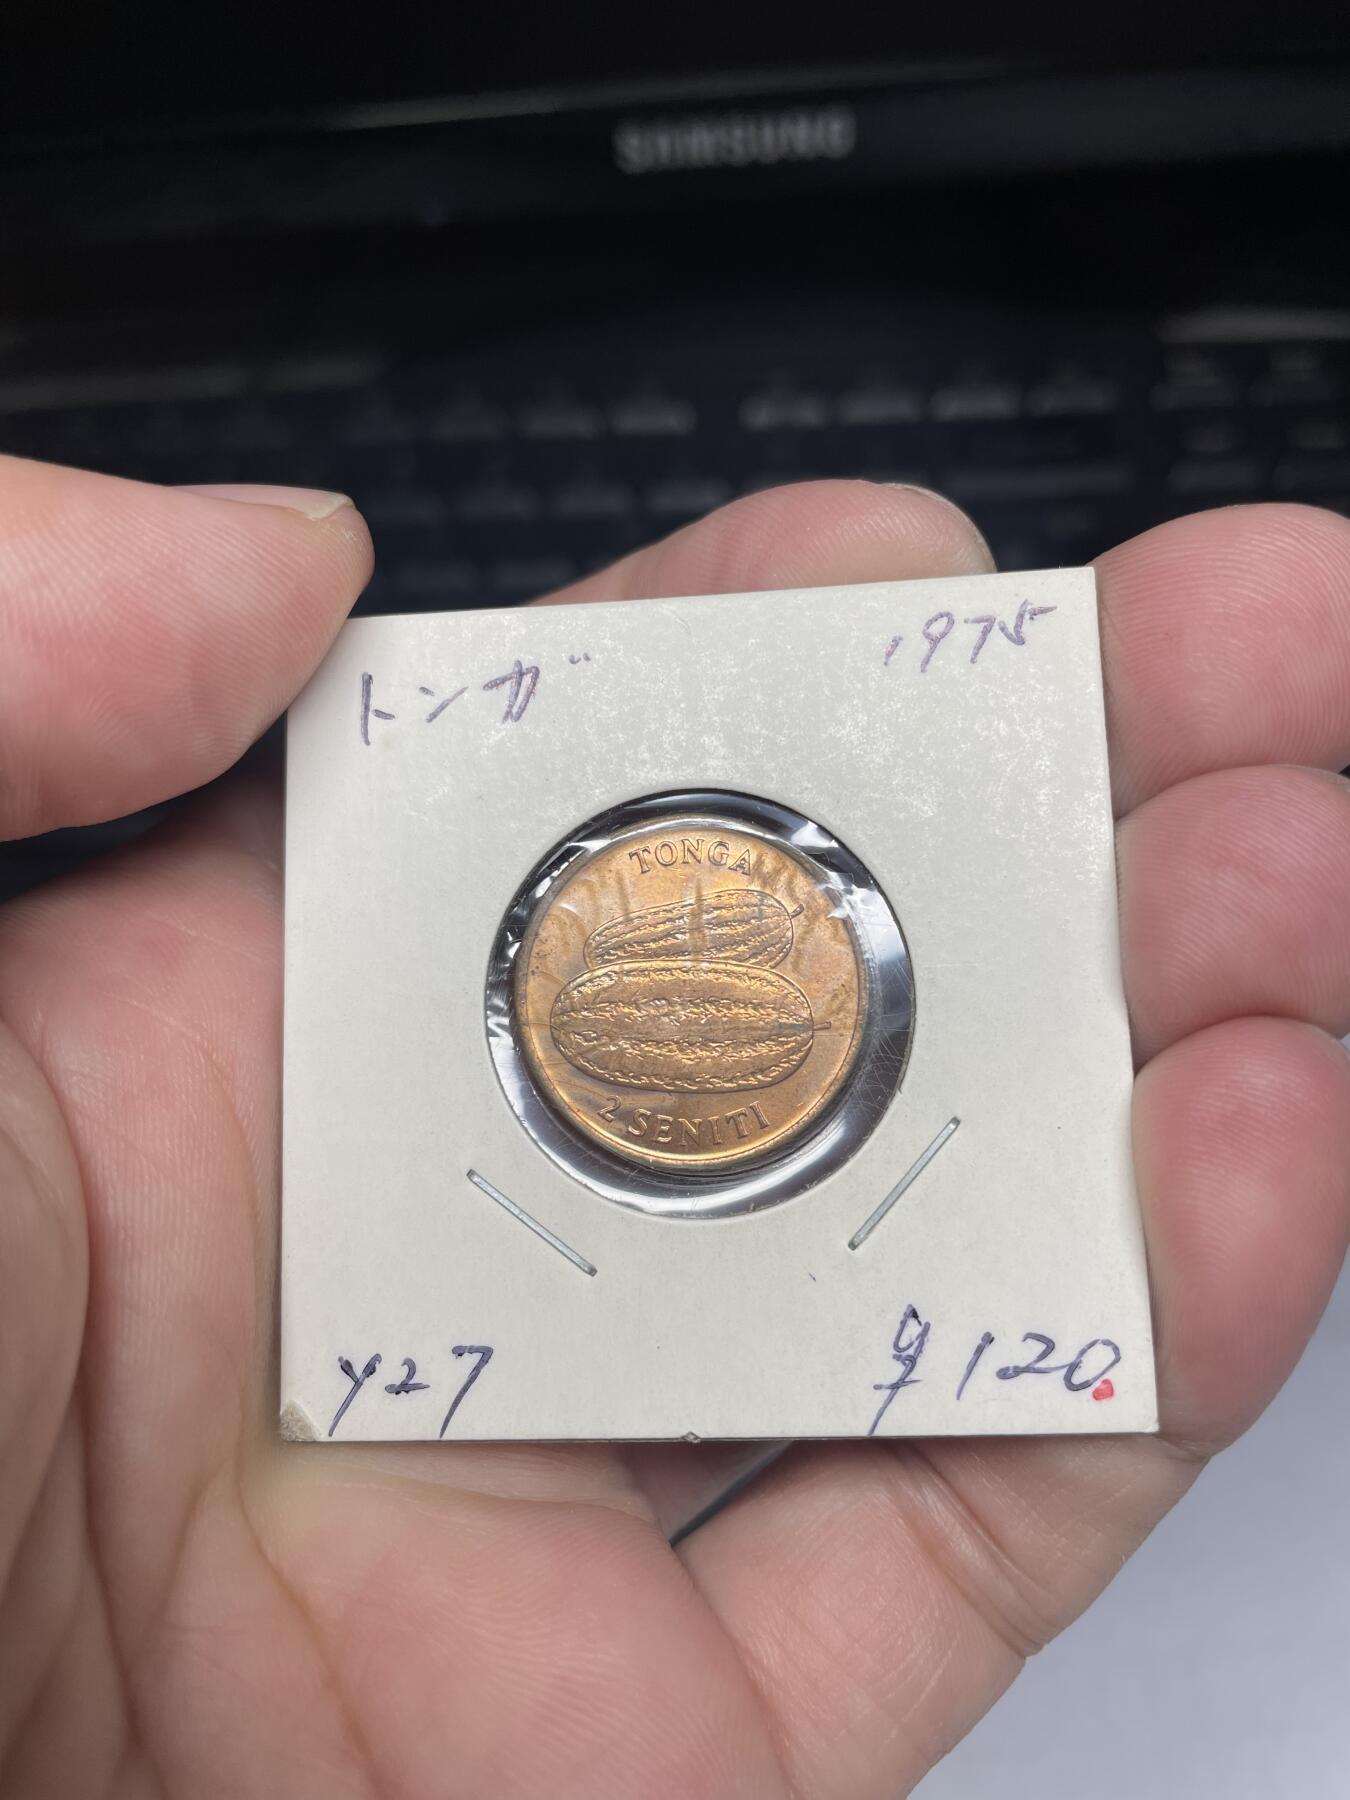 SAMSUNG
トンガ 1975
TONGA
2 SENITI
Y27 ¥120.